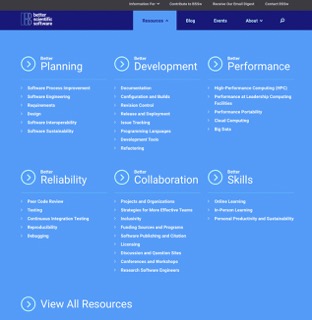 Information For
Contribute to BSSw
Receive Our Email Digest
Contact BSSw
better
scientific
software
Resources
Blog
Events
About
Better
Planning
Software Process Improvement
Software Engineering
Requirements
Design
Software Interoperability
Software Sustainability
Better
Development
Documentation
Configuration and Builds
Revision Control
Release and Deployment
Issue Tracking
Programming Languages
Development Tools
Refactoring
Better
Performance
High-Performance Computing (HPC)
Performance at Leadership Computing
Facilities
Performance Portability
Cloud Computing
Big Data
Better
Reliability
Peer Code Review
Testing
Continuous Integration Testing
Reproducibility
Debugging
Better
Collaboration
Projects and Organizations
Strategies for More Effective Teams
Inclusivity
Funding Sources and Programs
Software Publishing and Citation
Licensing
Discussion and Question Sites
Conferences and Workshops
Research Software Engineers
Better
Skills
Online Learning
In-Person Learning
Personal Productivity and Sustainability
View All Resources